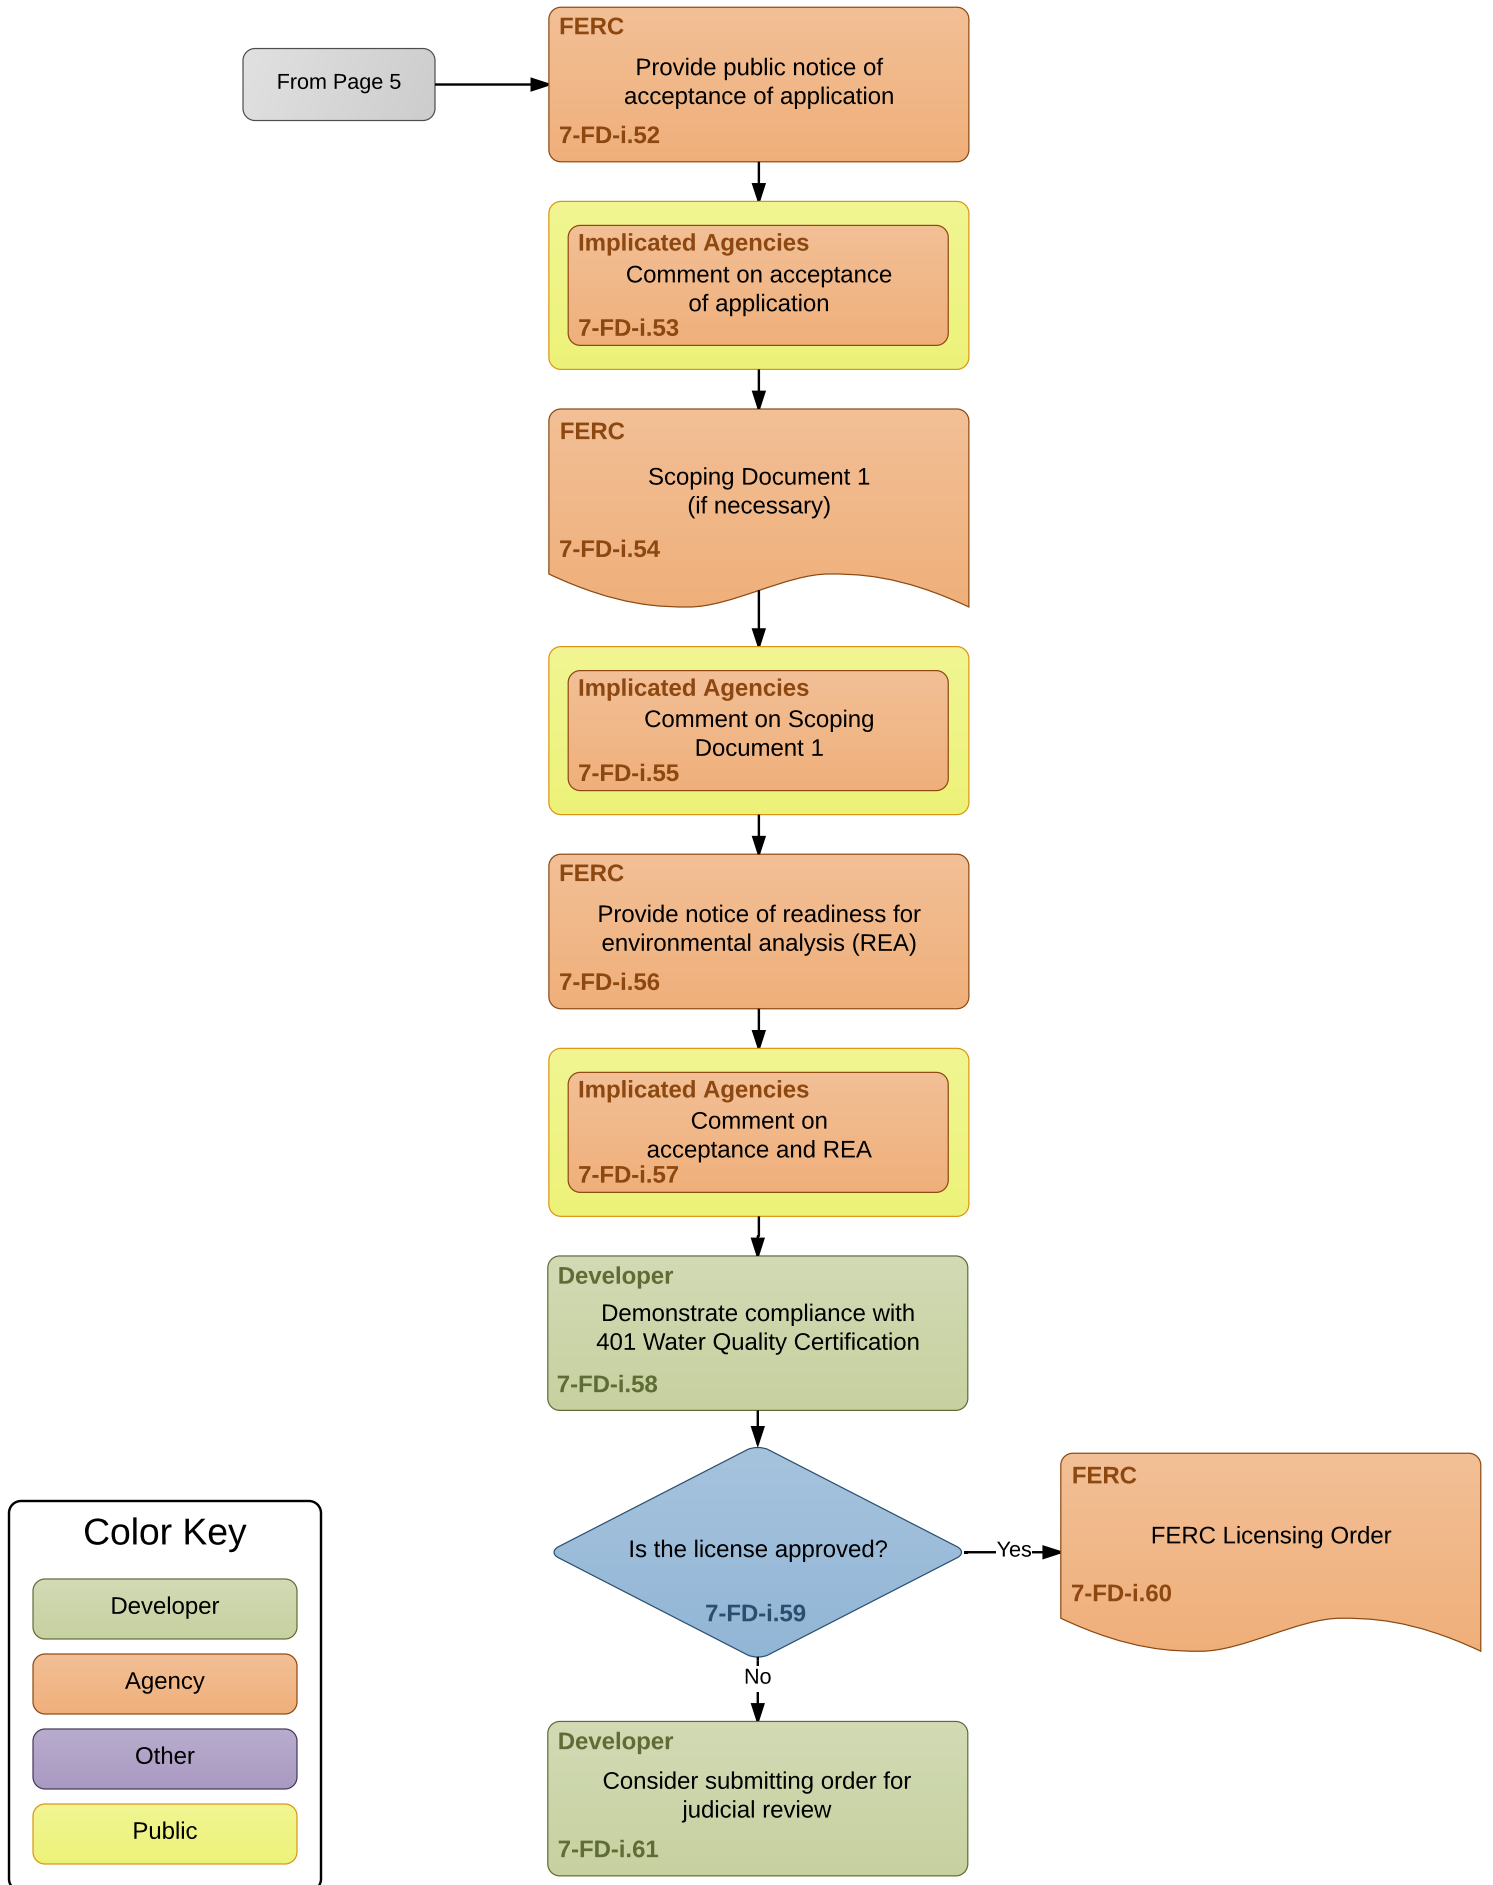 From Page 5
FERC
Provide public notice of
acceptance of application
7-FD-i.52
Implicated Agencies
Comment on acceptance
of application
7-FD-i.53
FERC
Scoping Document 1
(if necessary)
7-FD-i.54
Implicated Agencies
Comment on Scoping
Document 1
7-FD-i.55
FERC
Provide notice of readiness for
environmental analysis (REA)
7-FD-i.56
Implicated Agencies
Comment on
acceptance and REA
7-FD-i.57
Developer
Demonstrate compliance with
401 Water Quality Certification
7-FD-i.58
Is the license approved?
7-FD-i.59
Yes
FERC
FERC Licensing Order
7-FD-i.60
No
Developer
Consider submitting order for
judicial review
7-FD-i.61
Color Key
Developer
Agency
Other
Public